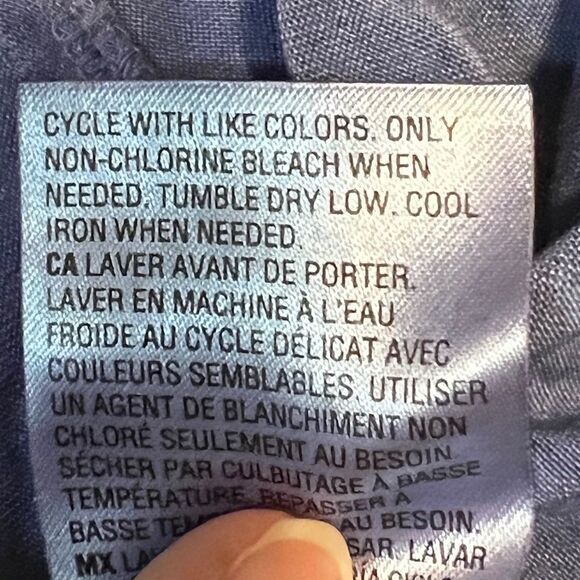 CYCLE WITH LIKE COLORS. ONLY
NON-CHLORINE BLEACH WHEN
NEEDED. TUMBLE DRY LOW. COOL
IRON WHEN NEEDED.
CA LAVER AVANT DE PORTER.
LAVER EN MACHINE À L'EAU
FROIDE AU CYCLE DÉLICAT AVEC
COULEURS SEMBLABLES. UTILISER
UN AGENT DE BLANCHIMENT NON
CHLORÉ SEULEMENT AU BESOIN
SÉCHER PAR CULBUTAGE À BASSE
TEMPÉRATURE. REPASSER À
BASSE AU BESOIN.
MX LAVAR